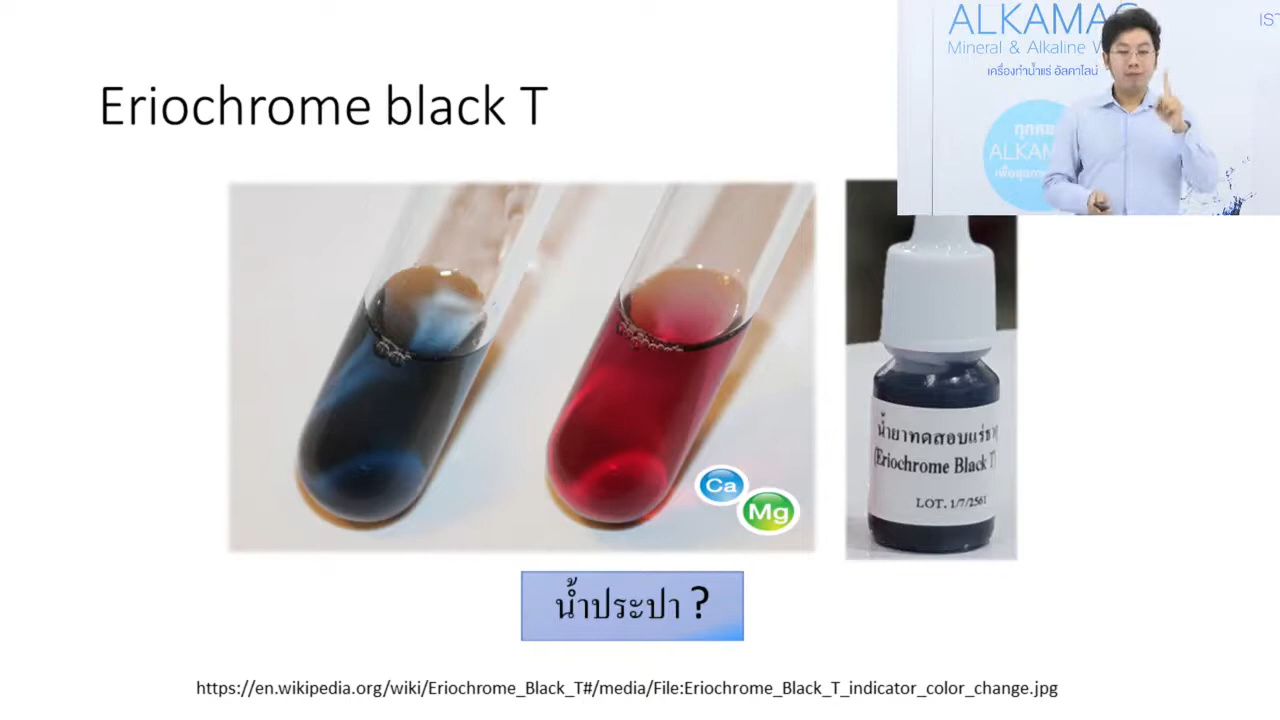 Eriochrome black T
ALKAMAG
Mineral & Alkaline
เครื่องทำน้ำแร่ อัลคาไลน์
ALKAM
Ca
Mg
น้ำยาทดสอบแร่ธาตุ
(Eriochrome Black T)
LOT. 1/7/2561
น้ำประปา ?
https://en.wikipedia.org/wiki/Eriochrome_Black_T#/media/File:Eriochrome_Black_T_indicator_color_change.jpg